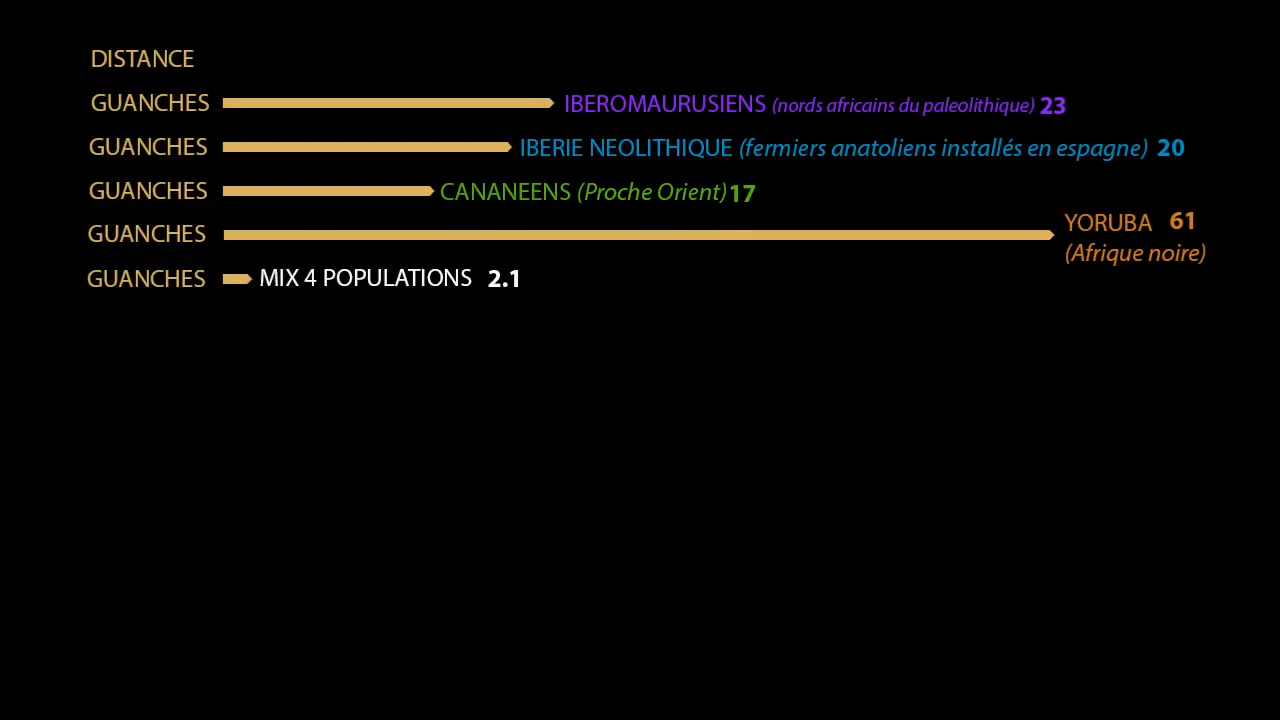 DISTANCE
GUANCHES IBEROMAURUSIENS (nords africains du paleolithique) 23
GUANCHES IBERIE NEOLITHIQUE (fermiers anatoliens installés en espagne) 20
GUANCHES CANANEENS (Proche Orient) 17
GUANCHES YORUBA 61
(Afrique noire)
GUANCHES MIX 4 POPULATIONS 2.1